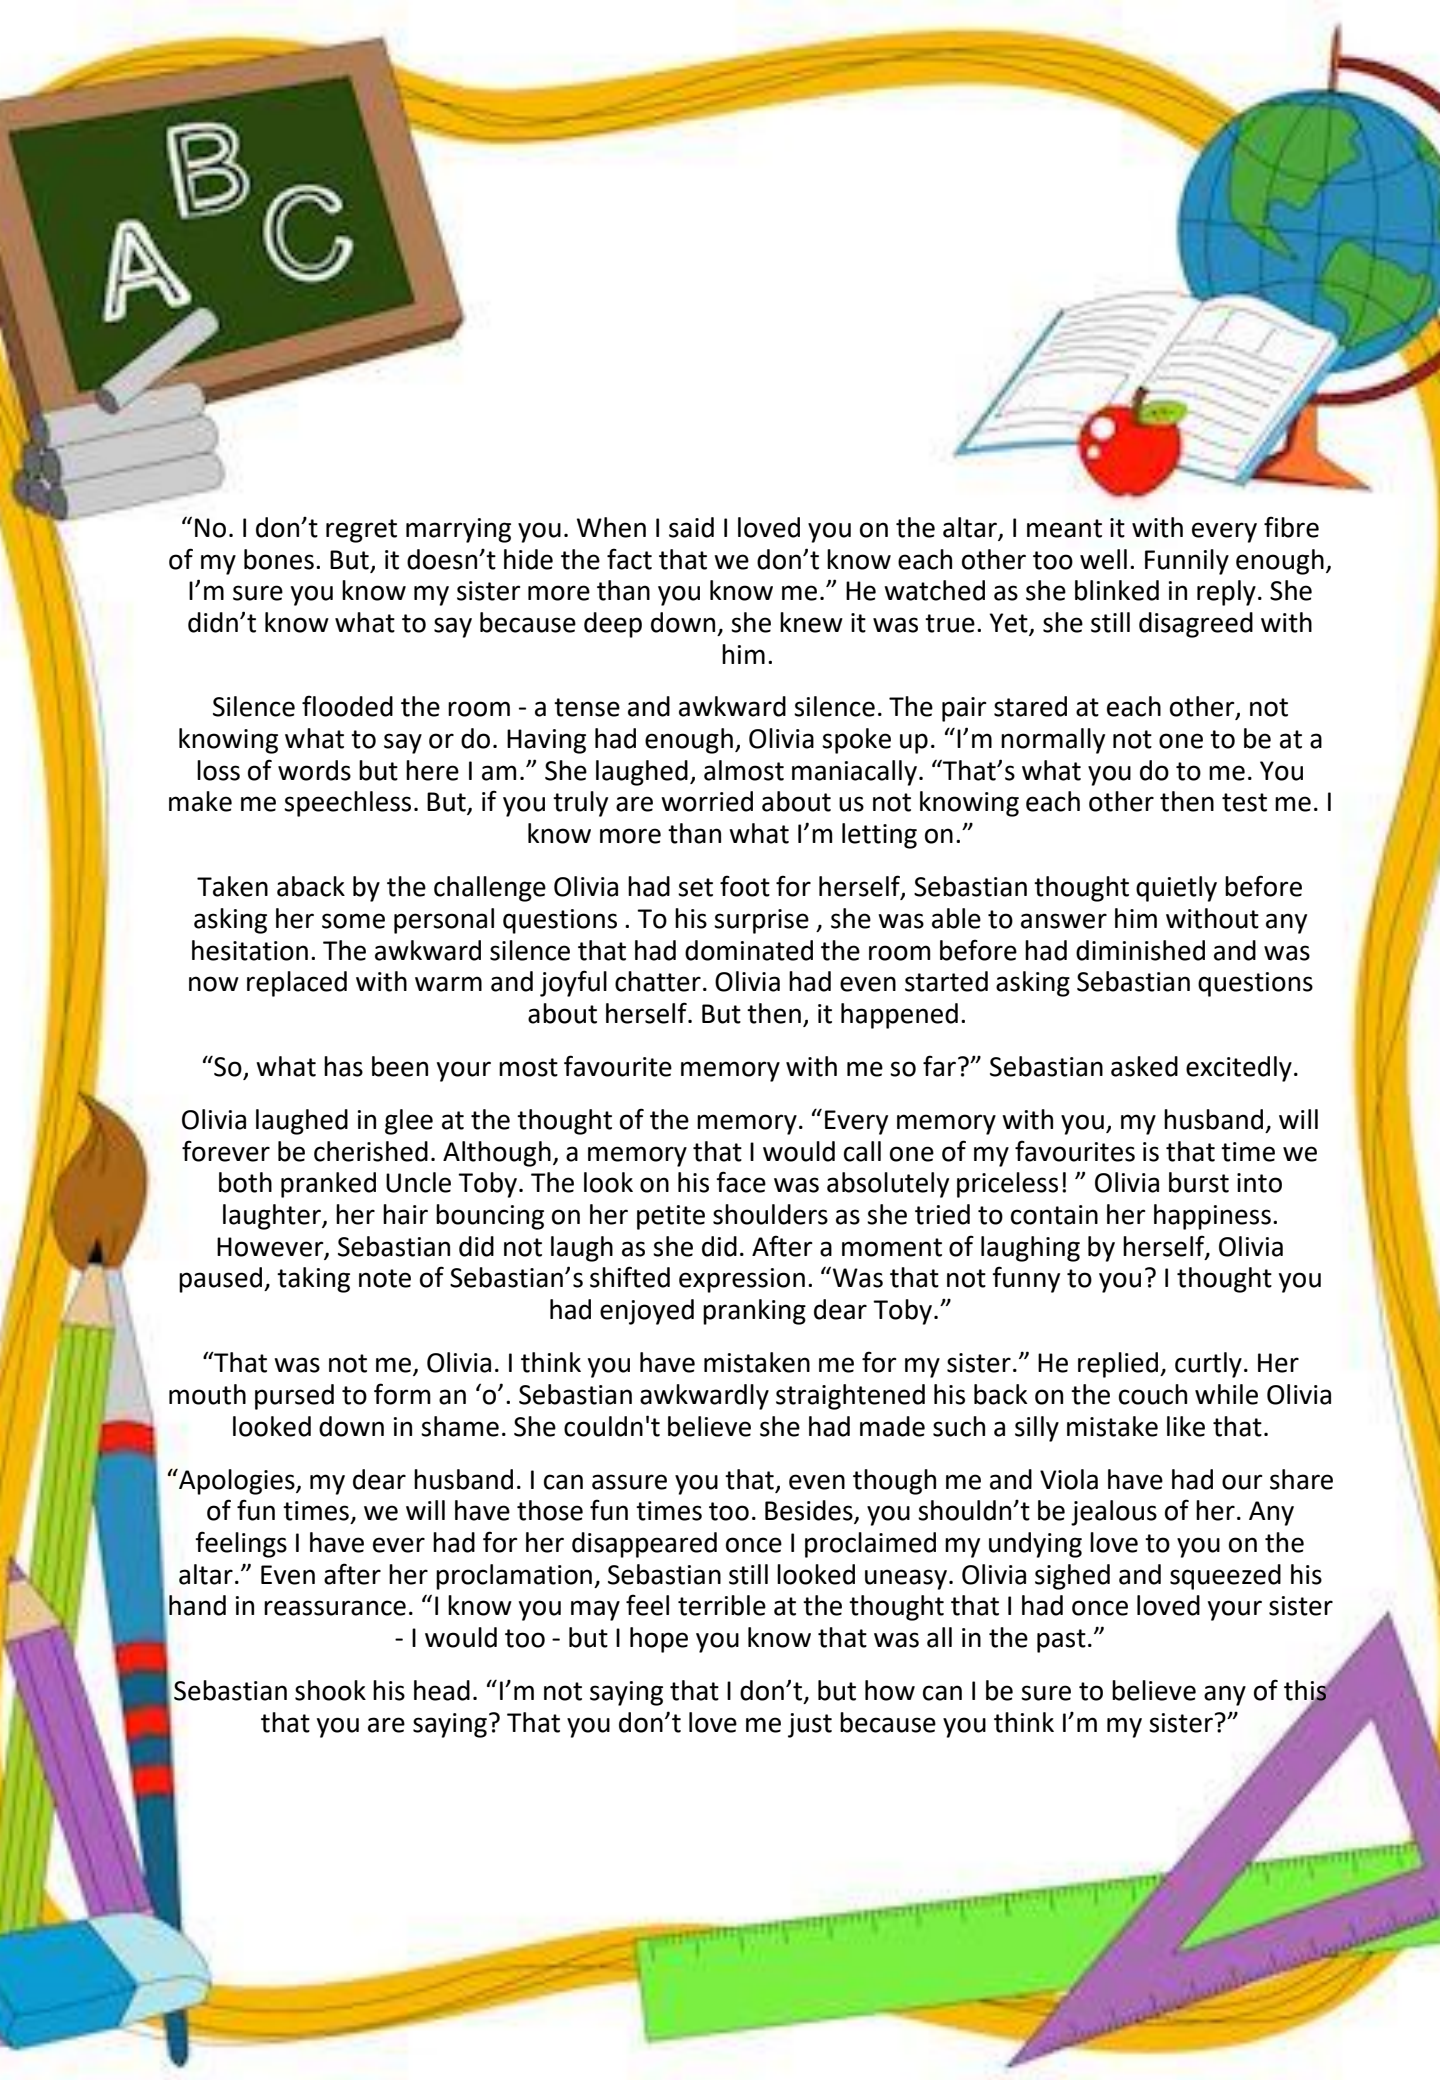 A B C
“No. I don’t regret marrying you. When I said I loved you on the altar, I meant it with every fibre
of my bones. But, it doesn’t hide the fact that we don’t know each other too well. Funnily enough,
I’m sure you know my sister more than you know me.” He watched as she blinked in reply. She
didn’t know what to say because deep down, she knew it was true. Yet, she still disagreed with
him.
Silence flooded the room - a tense and awkward silence. The pair stared at each other, not
knowing what to say or do. Having had enough, Olivia spoke up. “I’m normally not one to be at a
loss of words but here I am.” She laughed, almost maniacally. “That’s what you do to me. You
make me speechless. But, if you truly are worried about us not knowing each other then test me. I
know more than what I’m letting on.”
Taken aback by the challenge Olivia had set foot for herself, Sebastian thought quietly before
asking her some personal questions . To his surprise , she was able to answer him without any
hesitation. The awkward silence that had dominated the room before had diminished and was
now replaced with warm and joyful chatter. Olivia had even started asking Sebastian questions
about herself. But then, it happened.
“So, what has been your most favourite memory with me so far?” Sebastian asked excitedly.
Olivia laughed in glee at the thought of the memory. “Every memory with you, my husband, will
forever be cherished. Although, a memory that I would call one of my favourites is that time we
both pranked Uncle Toby. The look on his face was absolutely priceless! ” Olivia burst into
laughter, her hair bouncing on her petite shoulders as she tried to contain her happiness.
However, Sebastian did not laugh as she did. After a moment of laughing by herself, Olivia
paused, taking note of Sebastian’s shifted expression. “Was that not funny to you? I thought you
had enjoyed pranking dear Toby.”
“That was not me, Olivia. I think you have mistaken me for my sister.” He replied, curtly. Her
mouth pursed to form an ‘o’. Sebastian awkwardly straightened his back on the couch while Olivia
looked down in shame. She couldn't believe she had made such a silly mistake like that.
“Apologies, my dear husband. I can assure you that, even though me and Viola have had our share
of fun times, we will have those fun times too. Besides, you shouldn’t be jealous of her. Any
feelings I have ever had for her disappeared once I proclaimed my undying love to you on the
altar.” Even after her proclamation, Sebastian still looked uneasy. Olivia sighed and squeezed his
hand in reassurance. “I know you may feel terrible at the thought that I had once loved your sister
- I would too - but I hope you know that was all in the past.”
Sebastian shook his head. “I’m not saying that I don’t, but how can I be sure to believe any of this
that you are saying? That you don’t love me just because you think I’m my sister?”